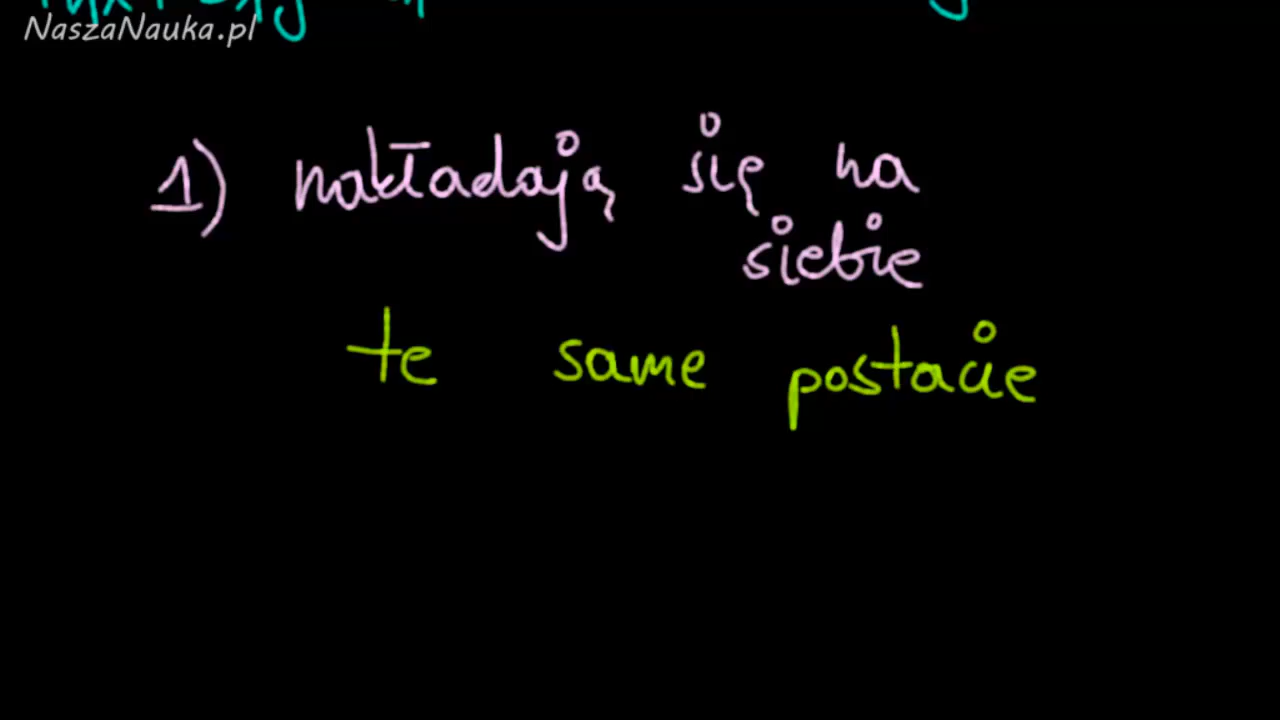 NaszaNauka.pl
1) nakładają się na
siebie
te same postacie